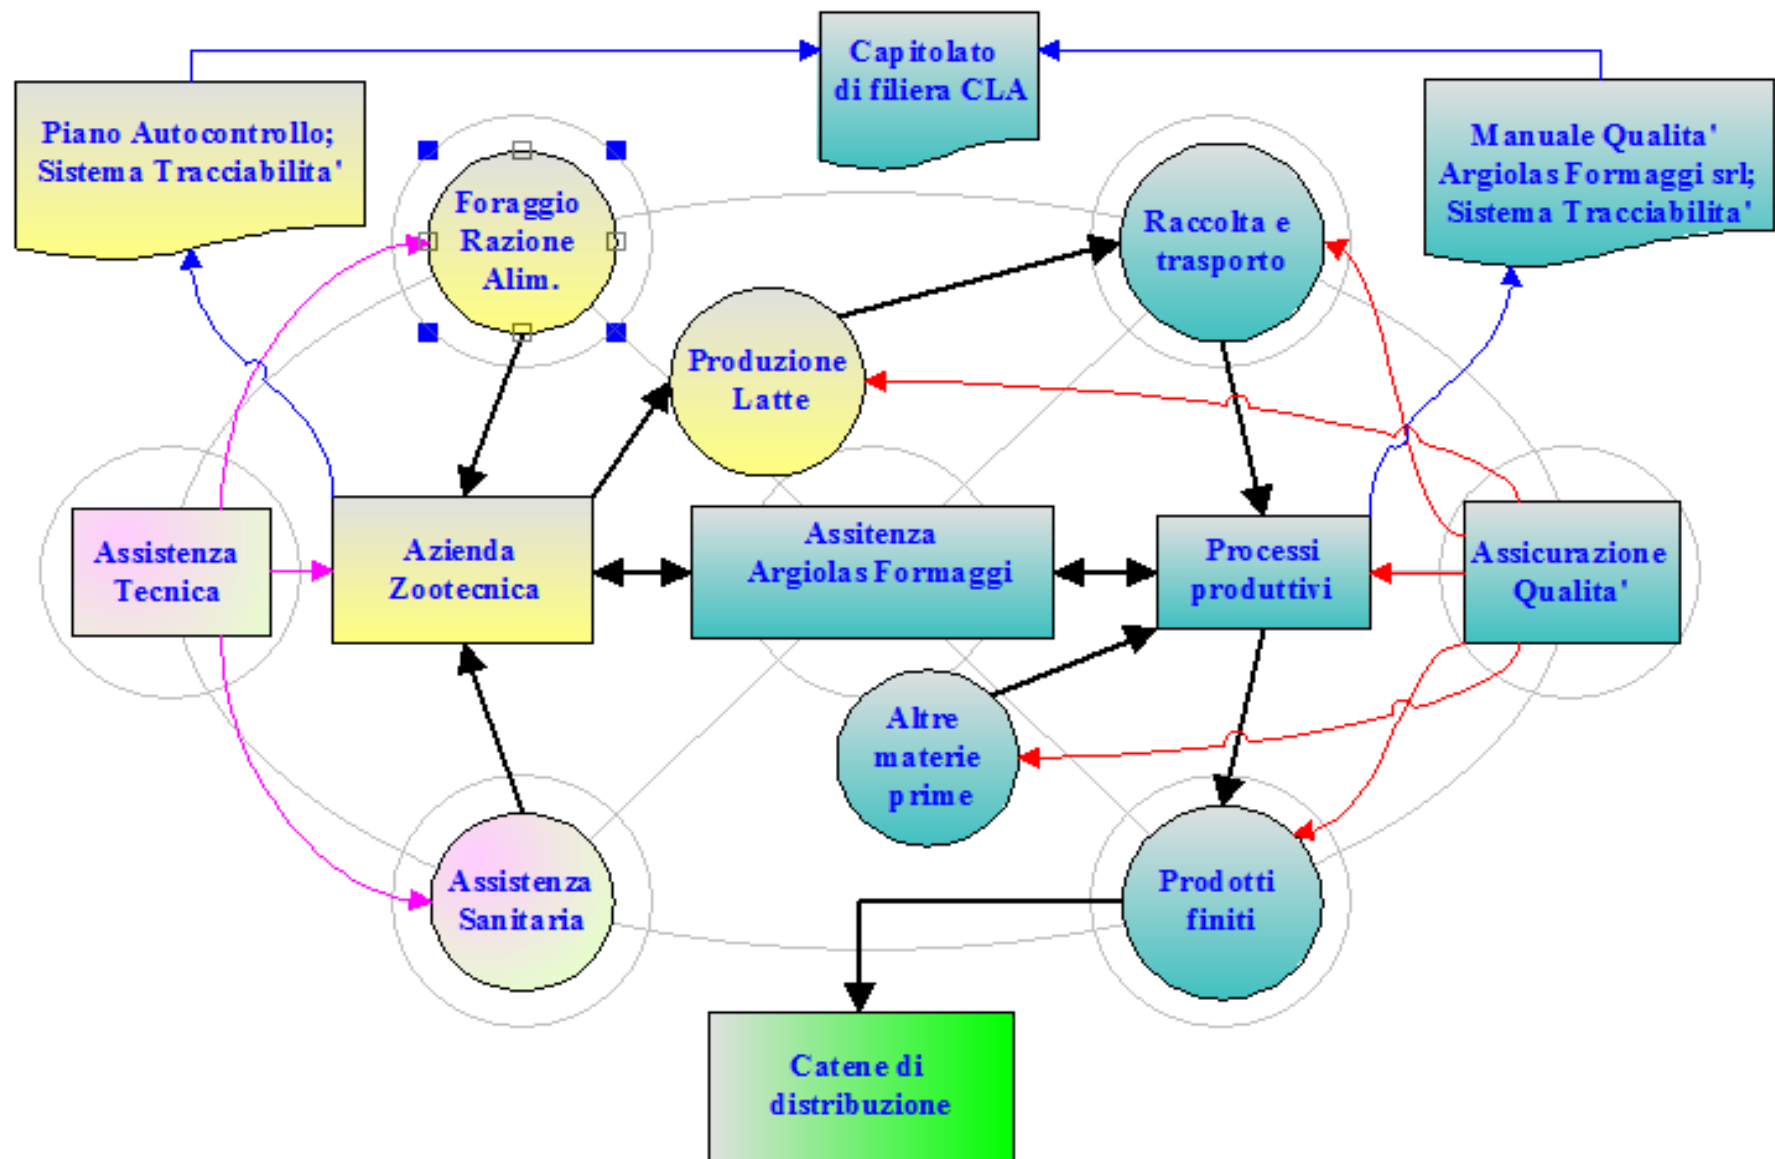 Capitolato
di filiera CLA
Piano Autocontrollo;
Sistema Tracciabilita'
Manuale Qualita'
Argiolas Formaggi srl;
Sistema Tracciabilita'
Foraggio
Razione
Alim.
Raccolta e
trasporto
Produzione
Latte
Assistenza
Tecnica
Azienda
Zootecnica
Assitenza
Argiolas Formaggi
Processi
produttivi
Assicurazione
Qualita'
Altre
materie
prime
Assistenza
Sanitaria
Prodotti
finiti
Catene di
distribuzione